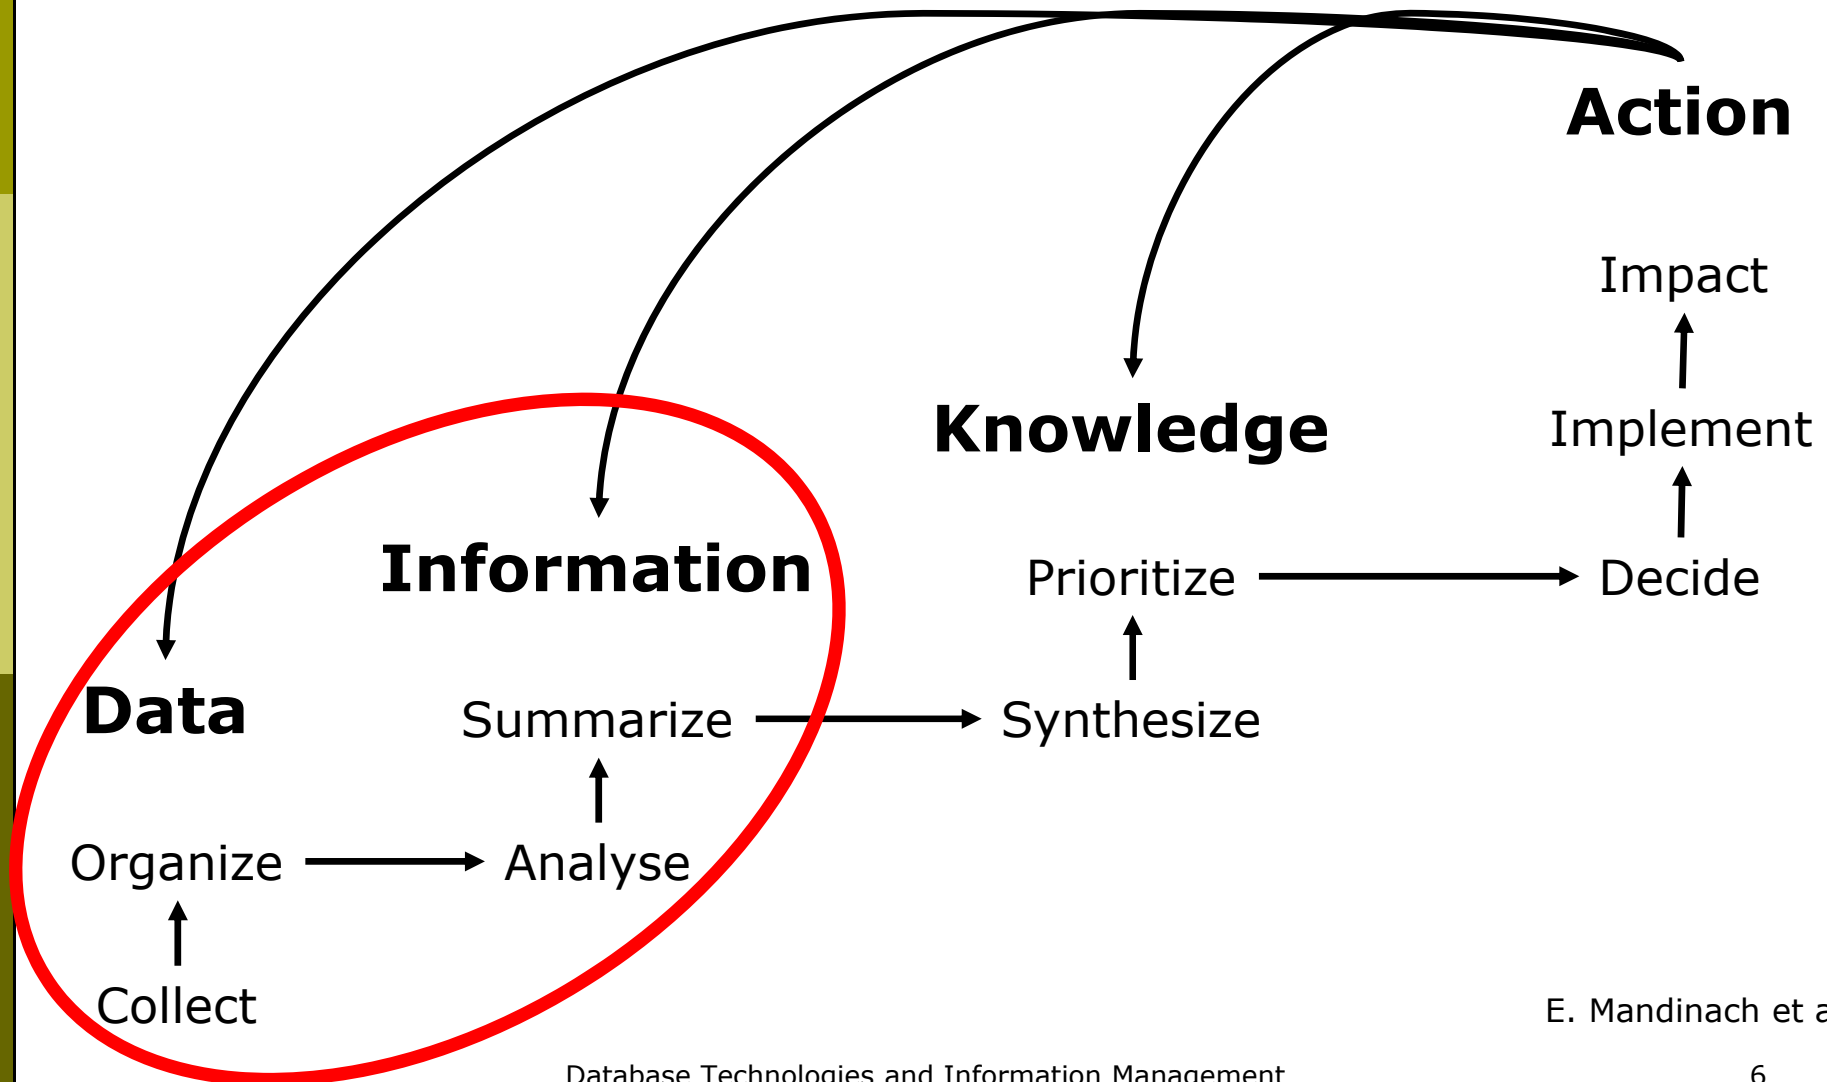 Action
Impact
Knowledge
Implement
Information
Prioritize
Decide
Data
Summarize
Synthesize
Organize
Analyse
Collect
E. Mandinach et
Database Technologies and Information Management
6